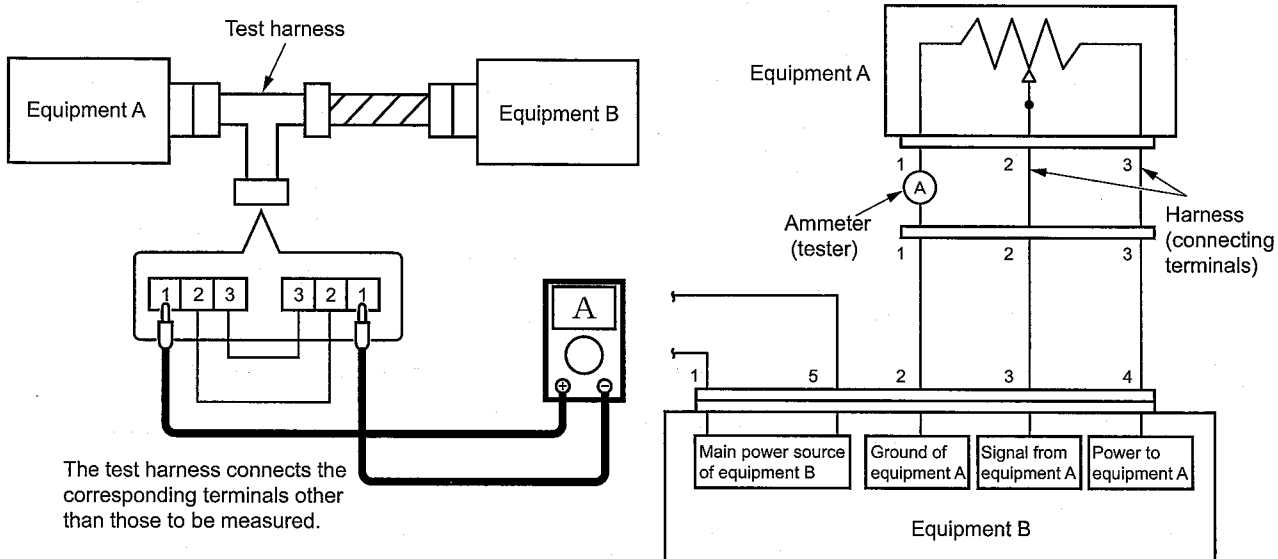 Test harness
Equipment A
Equipment B
1 2 3
3 2 1
A
+ −
The test harness connects the
corresponding terminals other
than those to be measured.
Equipment A
1 2 3
A
Ammeter
(tester)
Harness
(connecting
terminals)
1 2 3
1 5 2 3 4
Main power source
of equipment B
Ground of
equipment A
Signal from
equipment A
Power to
equipment A
Equipment B